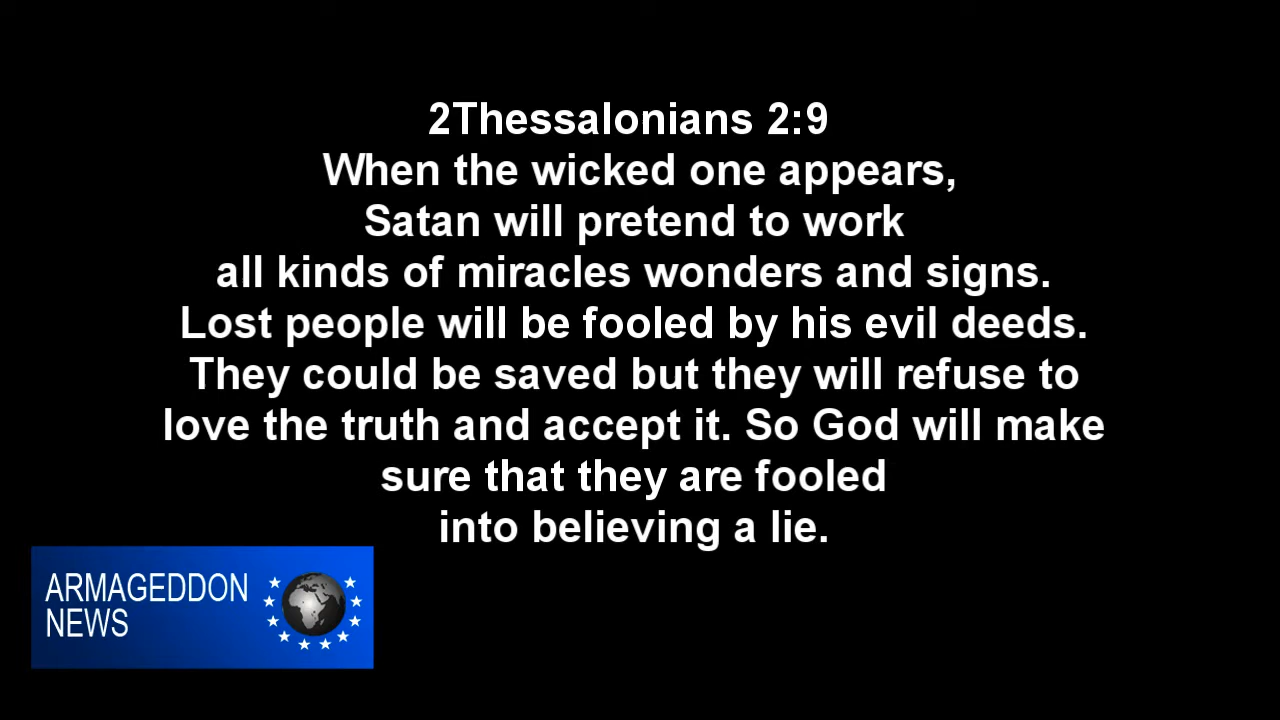 2Thessalonians 2:9
When the wicked one appears,
Satan will pretend to work
all kinds of miracles wonders and signs.
Lost people will be fooled by his evil deeds.
They could be saved but they will refuse to
love the truth and accept it. So God will make
sure that they are fooled
into believing a lie.
ARMAGEDDON
NEWS